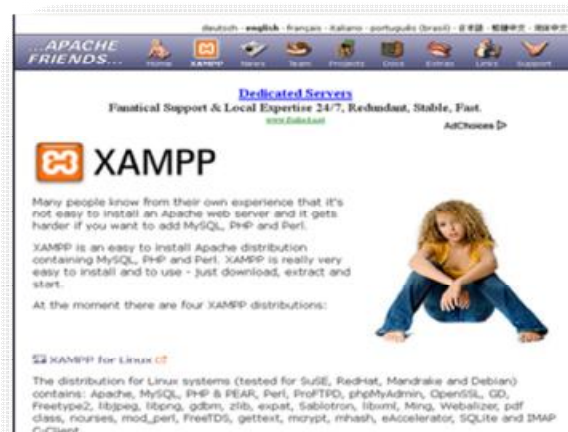 deutsch - english - français - italiano - português (brasil) - 日本語 -
...APACHE
FRIENDS...
Home XAMPP News Team Projects Docs Extras Links Support
Dedicated Servers
Fanatical Support & Local Expertise 24/7, Redundant, Stable, Fast.
AdChoices
XAMPP
Many people know from their own experience that it's
not easy to install an Apache web server and it gets
harder if you want to add MySQL, PHP and Perl.
XAMPP is an easy to install Apache distribution
containing MySQL, PHP and Perl. XAMPP is really very
easy to install and to use - just download, extract and
start.
At the moment there are four XAMPP distributions:
XAMPP for Linux
The distribution for Linux systems (tested for SuSE, RedHat, Mandrake and Debian)
contains: Apache, MySQL, PHP & PEAR, Perl, ProFTPD, phpMyAdmin, OpenSSL, GD,
Freetype2, libjpeg, libpng, gdbm, zlib, expat, Sablotron, libxml, Ming, Webalizer, pdf
class, ncurses, mod_perl, FreeTDS, gettext, mcrypt, mhash, eAccelerator, SQLite and IMAP
C-Client.